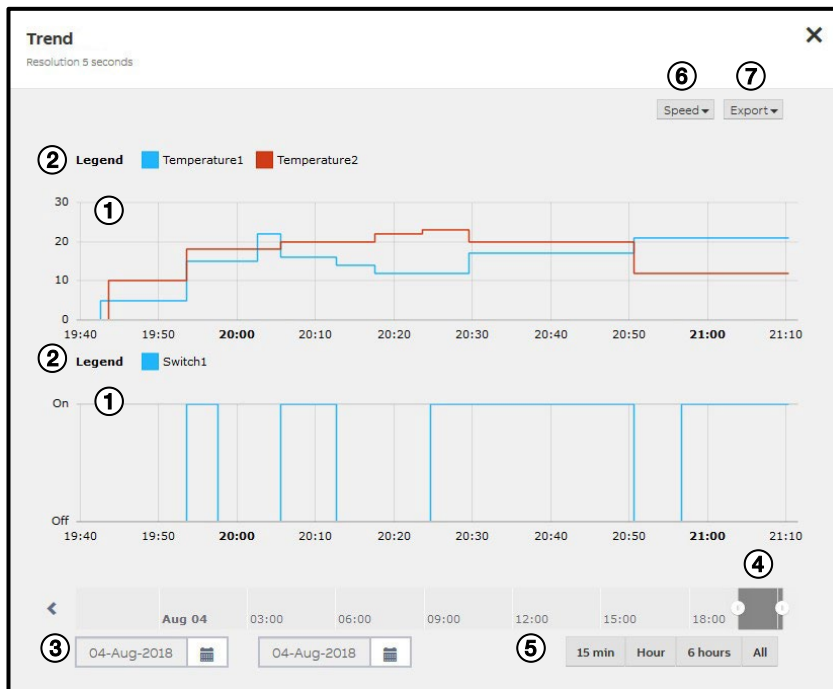 Trend
Resolution 5 seconds
⑥ ⑦
Speed Export
② Legend Temperature1 Temperature2
30
①
20
10
0
19:40 19:50 20:00 20:10 20:20 20:30 20:40 20:50 21:00 21:10
② Legend Switch1
On ①
Off
19:40 19:50 20:00 20:10 20:20 20:30 20:40 20:50 21:00 21:10
④
Aug 04 03:00 06:00 09:00 12:00 15:00 18:00
③ 04-Aug-2018 04-Aug-2018 ⑤ 15 min Hour 6 hours All